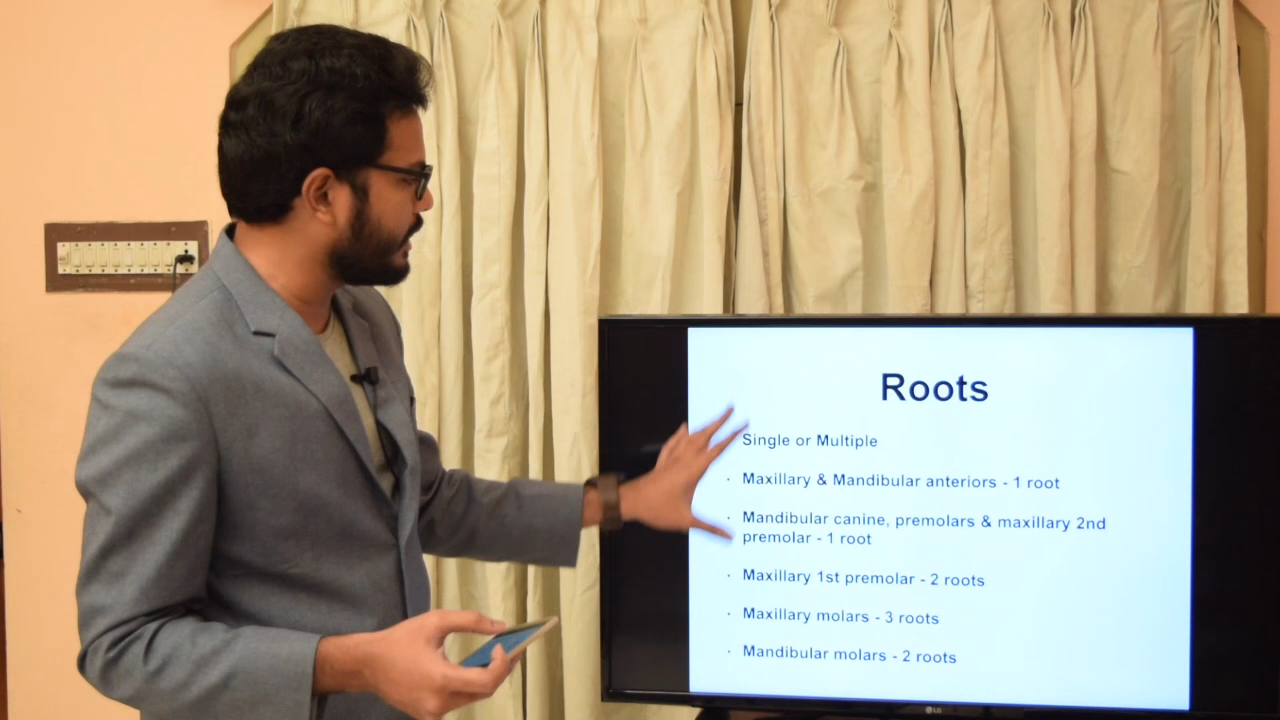 Roots
Single or Multiple
· Maxillary & Mandibular anteriors - 1 root
· Mandibular canine, premolars & maxillary 2nd
premolar - 1 root
· Maxillary 1st premolar - 2 roots
· Maxillary molars - 3 roots
· Mandibular molars - 2 roots
LG